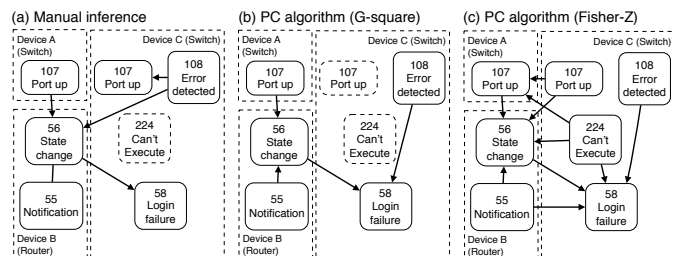 (a) Manual inference
Device A
(Switch)
Device C (Switch)
107
Port up
107
Port up
108
Error
detected
56
State
change
224
Can't
Execute
55
Notification
58
Login
failure
Device B
(Router)
(b) PC algorithm (G-square)
Device A
(Switch)
Device C (Switch)
107
Port up
107
Port up
108
Error
detected
56
State
change
224
Can't
Execute
55
Notification
58
Login
failure
Device B
(Router)
(c) PC algorithm (Fisher-Z)
Device A
(Switch)
Device C (Switch)
107
Port up
107
Port up
108
Error
detected
56
State
change
224
Can't
Execute
55
Notification
58
Login
failure
Device B
(Router)